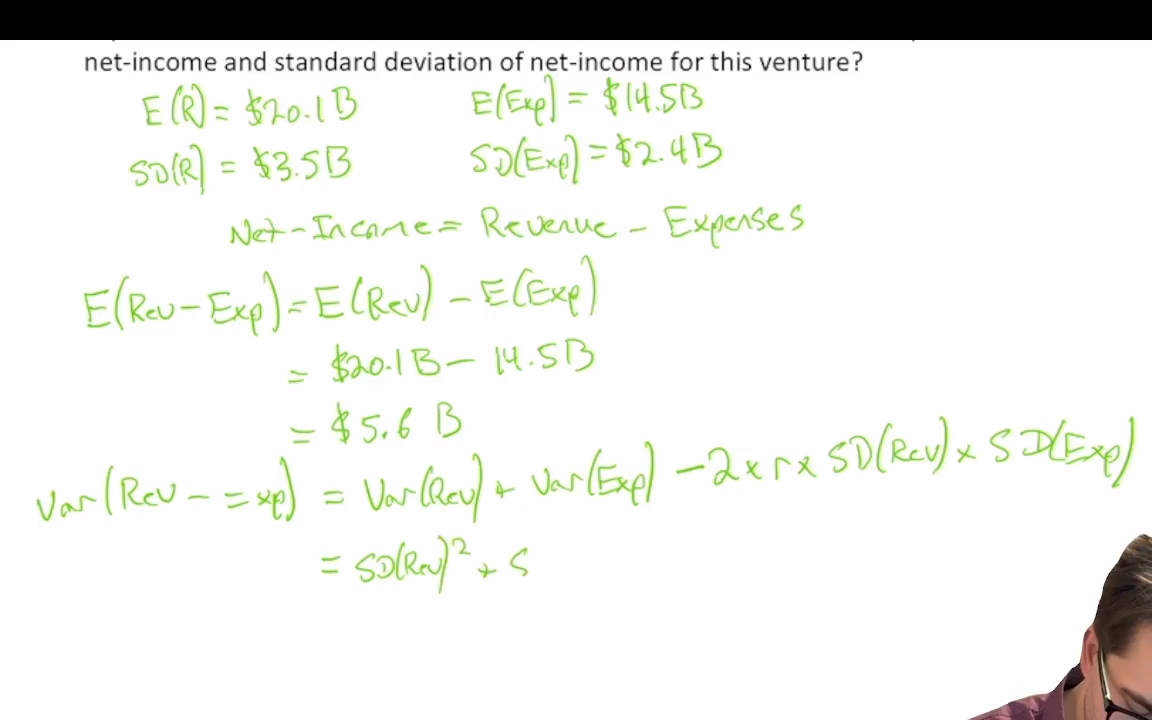 net-income and standard deviation of net-income for this venture?
E(R) = $20.1B E(Exp) = $14.5B
SD(R) = $3.5B SD(Exp) = $2.4B
Net-Income = Revenue - Expenses
E(Rev - Exp) = E(Rev) - E(Exp)
= $20.1B - 14.5B
= $5.6 B
Var(Rev - Exp) = Var(Rev) + Var(Exp) - 2 x r x SD(Rev) x SD(Exp)
= SD(Rev)² + S